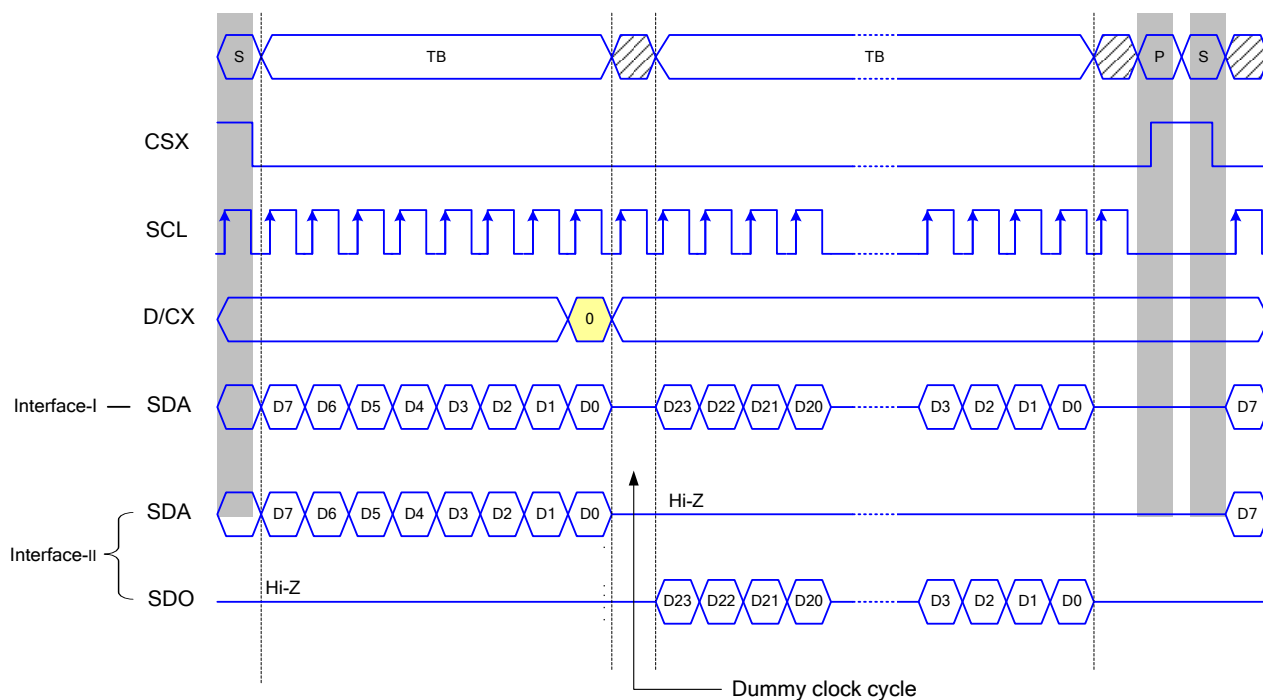 S TB TB P S
CSX
SCL
D/CX 0
Interface-I SDA D7 D6 D5 D4 D3 D2 D1 D0 D23 D22 D21 D20 D3 D2 D1 D0 D7
SDA D7 D6 D5 D4 D3 D2 D1 D0 Hi-Z D7
Interface-II
SDO Hi-Z D23 D22 D21 D20 D3 D2 D1 D0
Dummy clock cycle